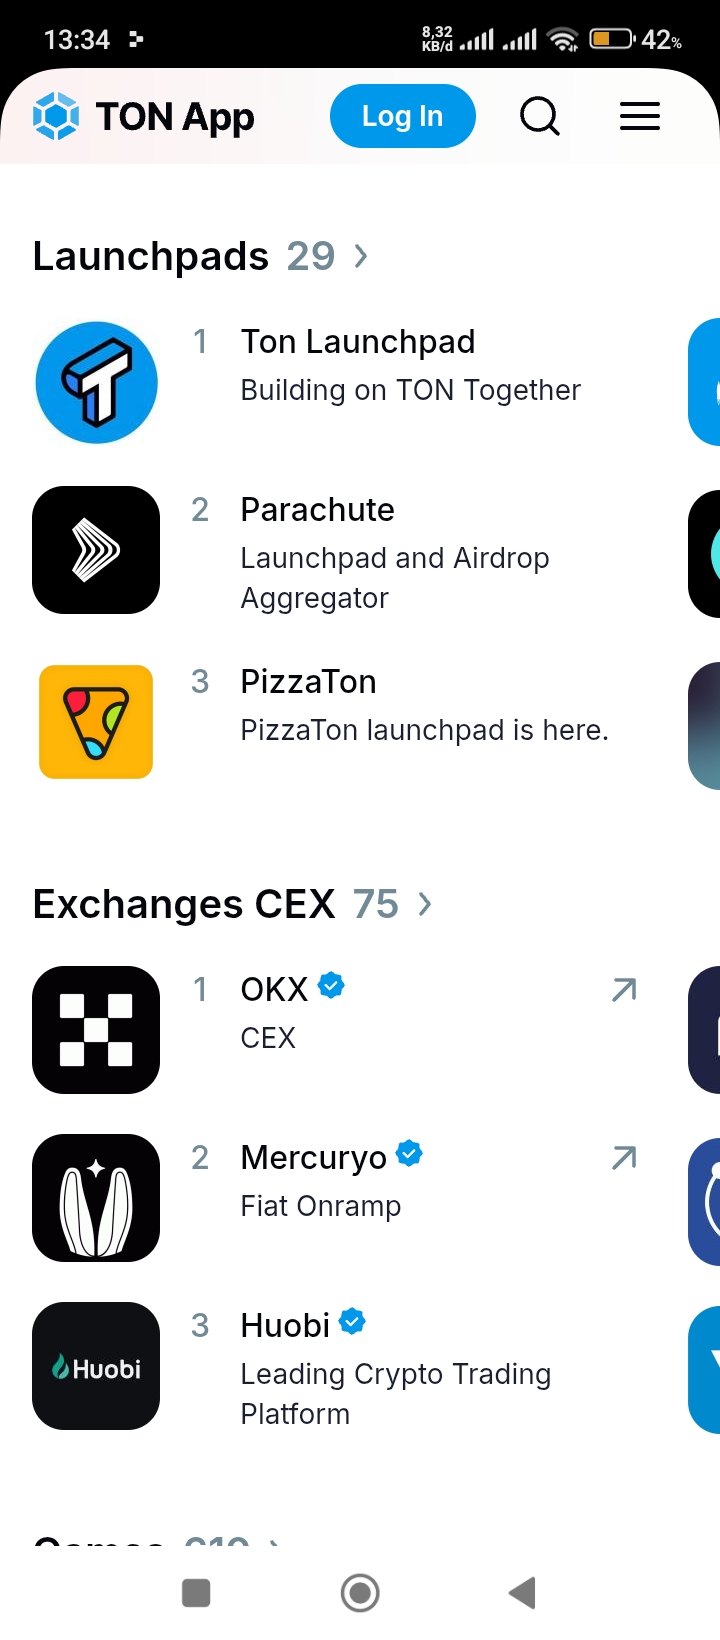 13:34
8,32 KB/d
42%
TON App
Log In
Launchpads 29
1 Ton Launchpad
Building on TON Together
2 Parachute
Launchpad and Airdrop
Aggregator
3 PizzaTon
PizzaTon launchpad is here.
Exchanges CEX 75
1 OKX
CEX
2 Mercuryo
Fiat Onramp
Huobi
3 Huobi
Leading Crypto Trading
Platform